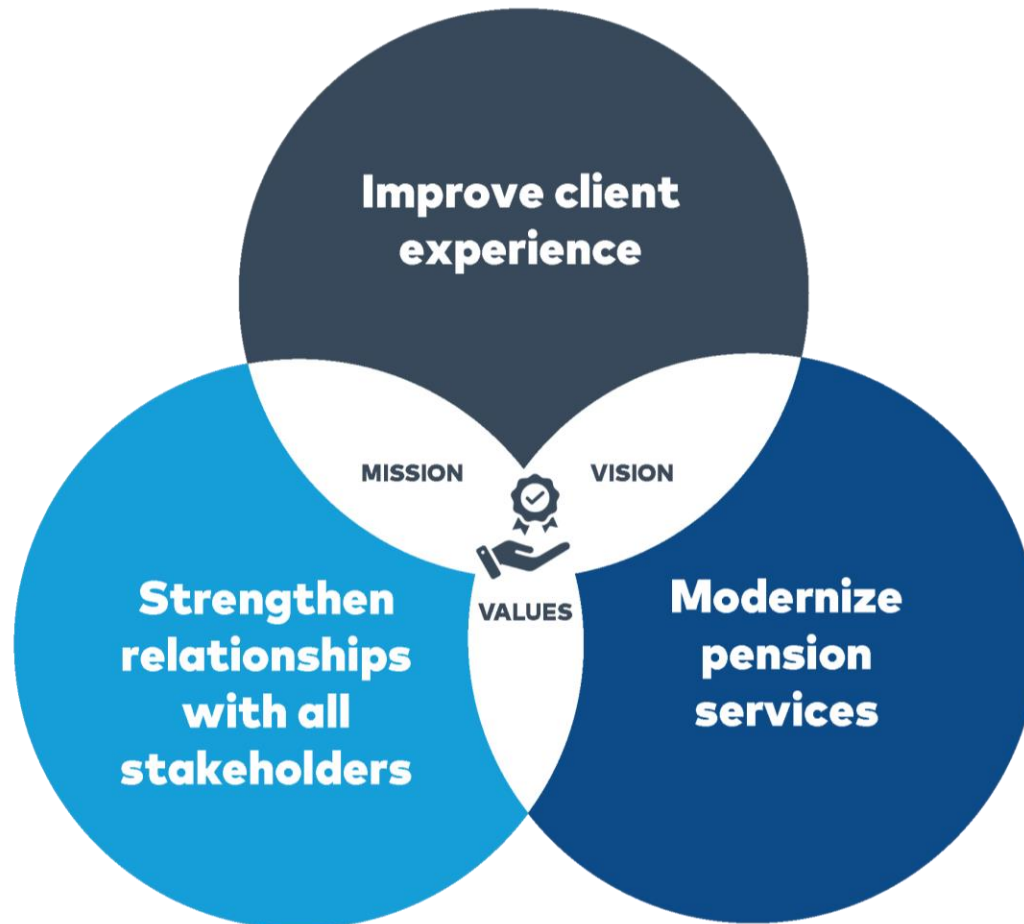 Improve client
experience
MISSION
VISION
VALUES
Strengthen
relationships
with all
stakeholders
Modernize
pension
services